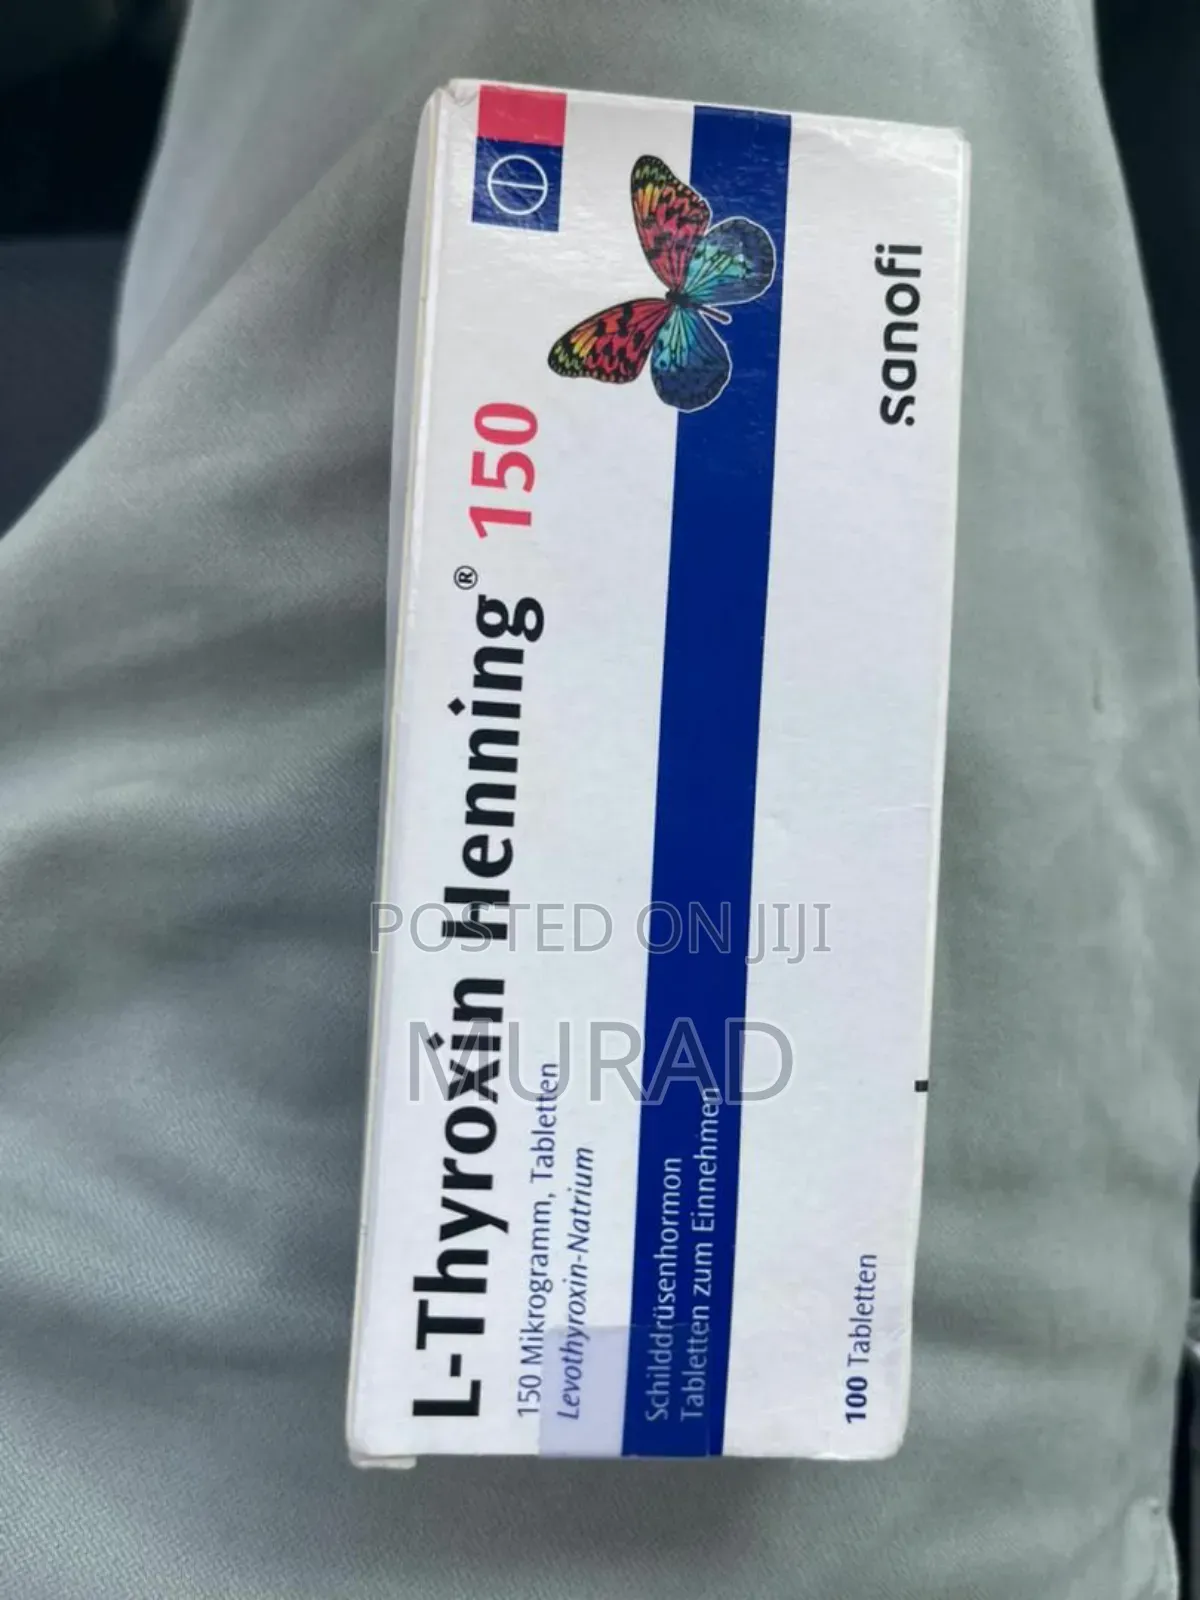 L-Thyroxin Henning® 150
150 Mikrogramm, Tabletten
Levothyroxin-Natrium
Schilddrüsenhormon
Tabletten zum Einnehmen
100 Tabletten
sanofi
POSTED ON JIJI
MURAD